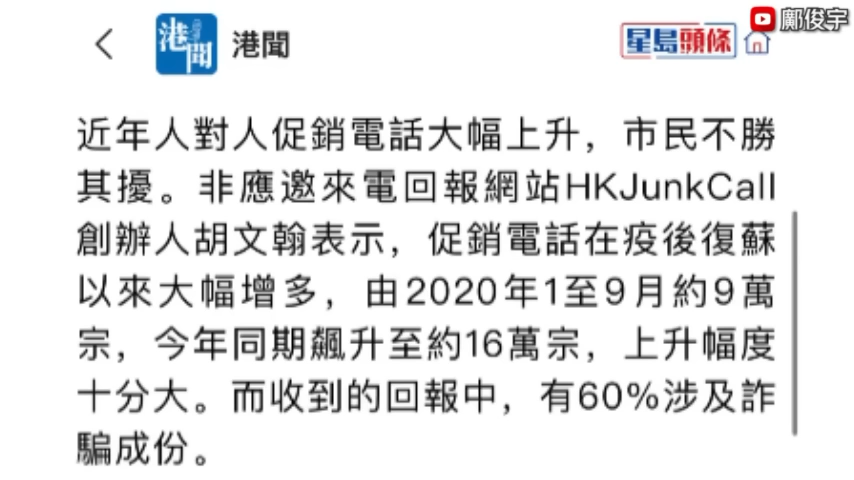 鄺俊宇
港聞
港聞
星島頭條
近年人對人促銷電話大幅上升，市民不勝
其擾。非應邀來電回報網站HKJunkCall
創辦人胡文翰表示，促銷電話在疫後復蘇
以來大幅增多，由2020年1至9月約9萬
宗，今年同期飆升至約16萬宗，上升幅度
十分大。而收到的回報中，有60%涉及詐
騙成份。